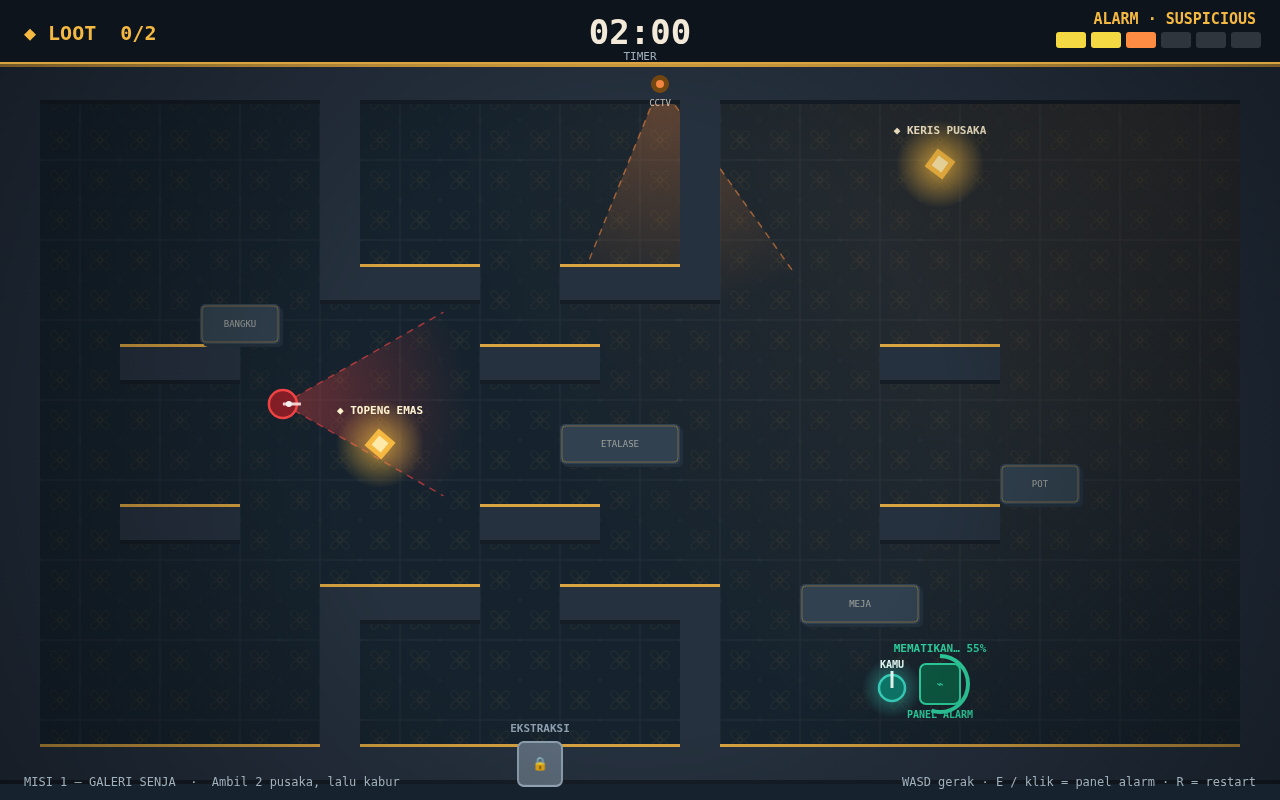 ◆ LOOT 0/2
02:00
TIMER
ALARM · SUSPICIOUS
CCTV
◆ KERIS PUSAKA
BANGKU
◆ TOPENG EMAS
ETALASE
POT
MEJA
MEMATIKAN… 55%
KAMU
PANEL ALARM
EKSTRAKSI
MISI 1 — GALERI SENJA · Ambil 2 pusaka, lalu kabur
WASD gerak · E / klik = panel alarm · R = restart